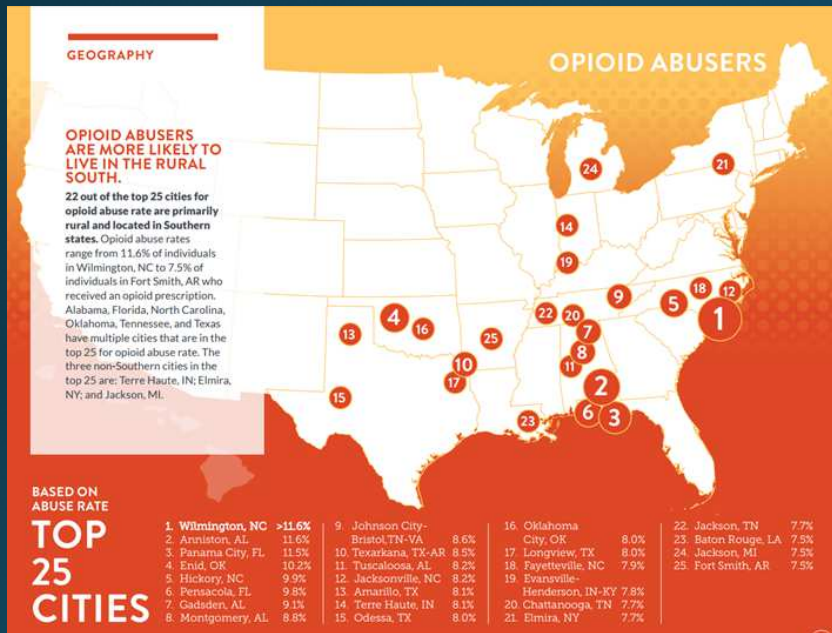 GEOGRAPHY
OPIOID ABUSERS
OPIOID ABUSERS
ARE MORE LIKELY TO
LIVE IN THE RURAL
SOUTH.
22 out of the top 25 cities for
opioid abuse rate are primarily
rural and located in Southern
states. Opioid abuse rates
range from 11.6% of individuals
in Wilmington, NC to 7.5% of
individuals in Fort Smith, AR who
received an opioid prescription.
Alabama, Florida, North Carolina,
Oklahoma, Tennessee, and Texas
have multiple cities that are in the
top 25 for opioid abuse rate. The
three non-Southern cities in the
top 25 are: Terre Haute, IN; Elmira,
NY; and Jackson, MI.
24
21
14
19
9
18
12
5
1
22
20
4
16
13
25
7
8
10
11
17
2
15
6
3
23
BASED ON
ABUSE RATE
TOP
25
CITIES
1. Wilmington, NC >11.6%
2. Anniston, AL 11.6%
3. Panama City, FL 11.5%
4. Enid, OK 10.2%
5. Hickory, NC 9.9%
6. Pensacola, FL 9.8%
7. Gadsden, AL 9.1%
8. Montgomery, AL 8.8%
9. Johnson City-
Bristol,TN-VA 8.6%
10. Texarkana, TX-AR 8.5%
11. Tuscaloosa, AL 8.2%
12. Jacksonville, NC 8.2%
13. Amarillo, TX 8.1%
14. Terre Haute, IN 8.1%
15. Odessa, TX 8.0%
16. Oklahoma
City, OK 8.0%
17. Longview, TX 8.0%
18. Fayetteville, NC 7.9%
19. Evansville-
Henderson, IN-KY 7.8%
20. Chattanooga, TN 7.7%
21. Elmira, NY 7.7%
22. Jackson, TN 7.7%
23. Baton Rouge, LA 7.5%
24. Jackson, MI 7.5%
25. Fort Smith, AR 7.5%